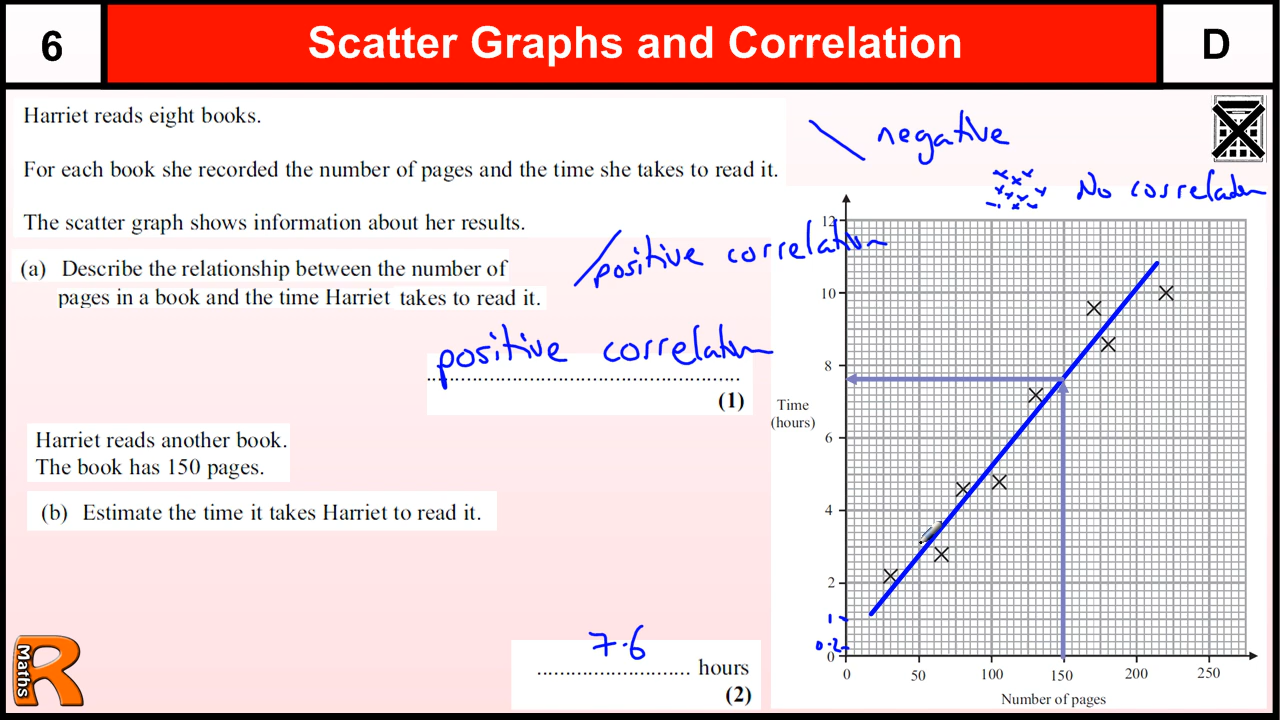 6
Scatter Graphs and Correlation
D
Harriet reads eight books.
For each book she recorded the number of pages and the time she takes to read it.
The scatter graph shows information about her results.
(a) Describe the relationship between the number of
pages in a book and the time Harriet takes to read it.
positive correlation
(1)
Harriet reads another book.
The book has 150 pages.
(b) Estimate the time it takes Harriet to read it.
7.6
hours
(2)
negative
No correlation
positive correlation
12
10
8
Time
(hours)
6
4
2
1
0.2
0
0 50 100 150 200 250
Number of pages
R
Maths